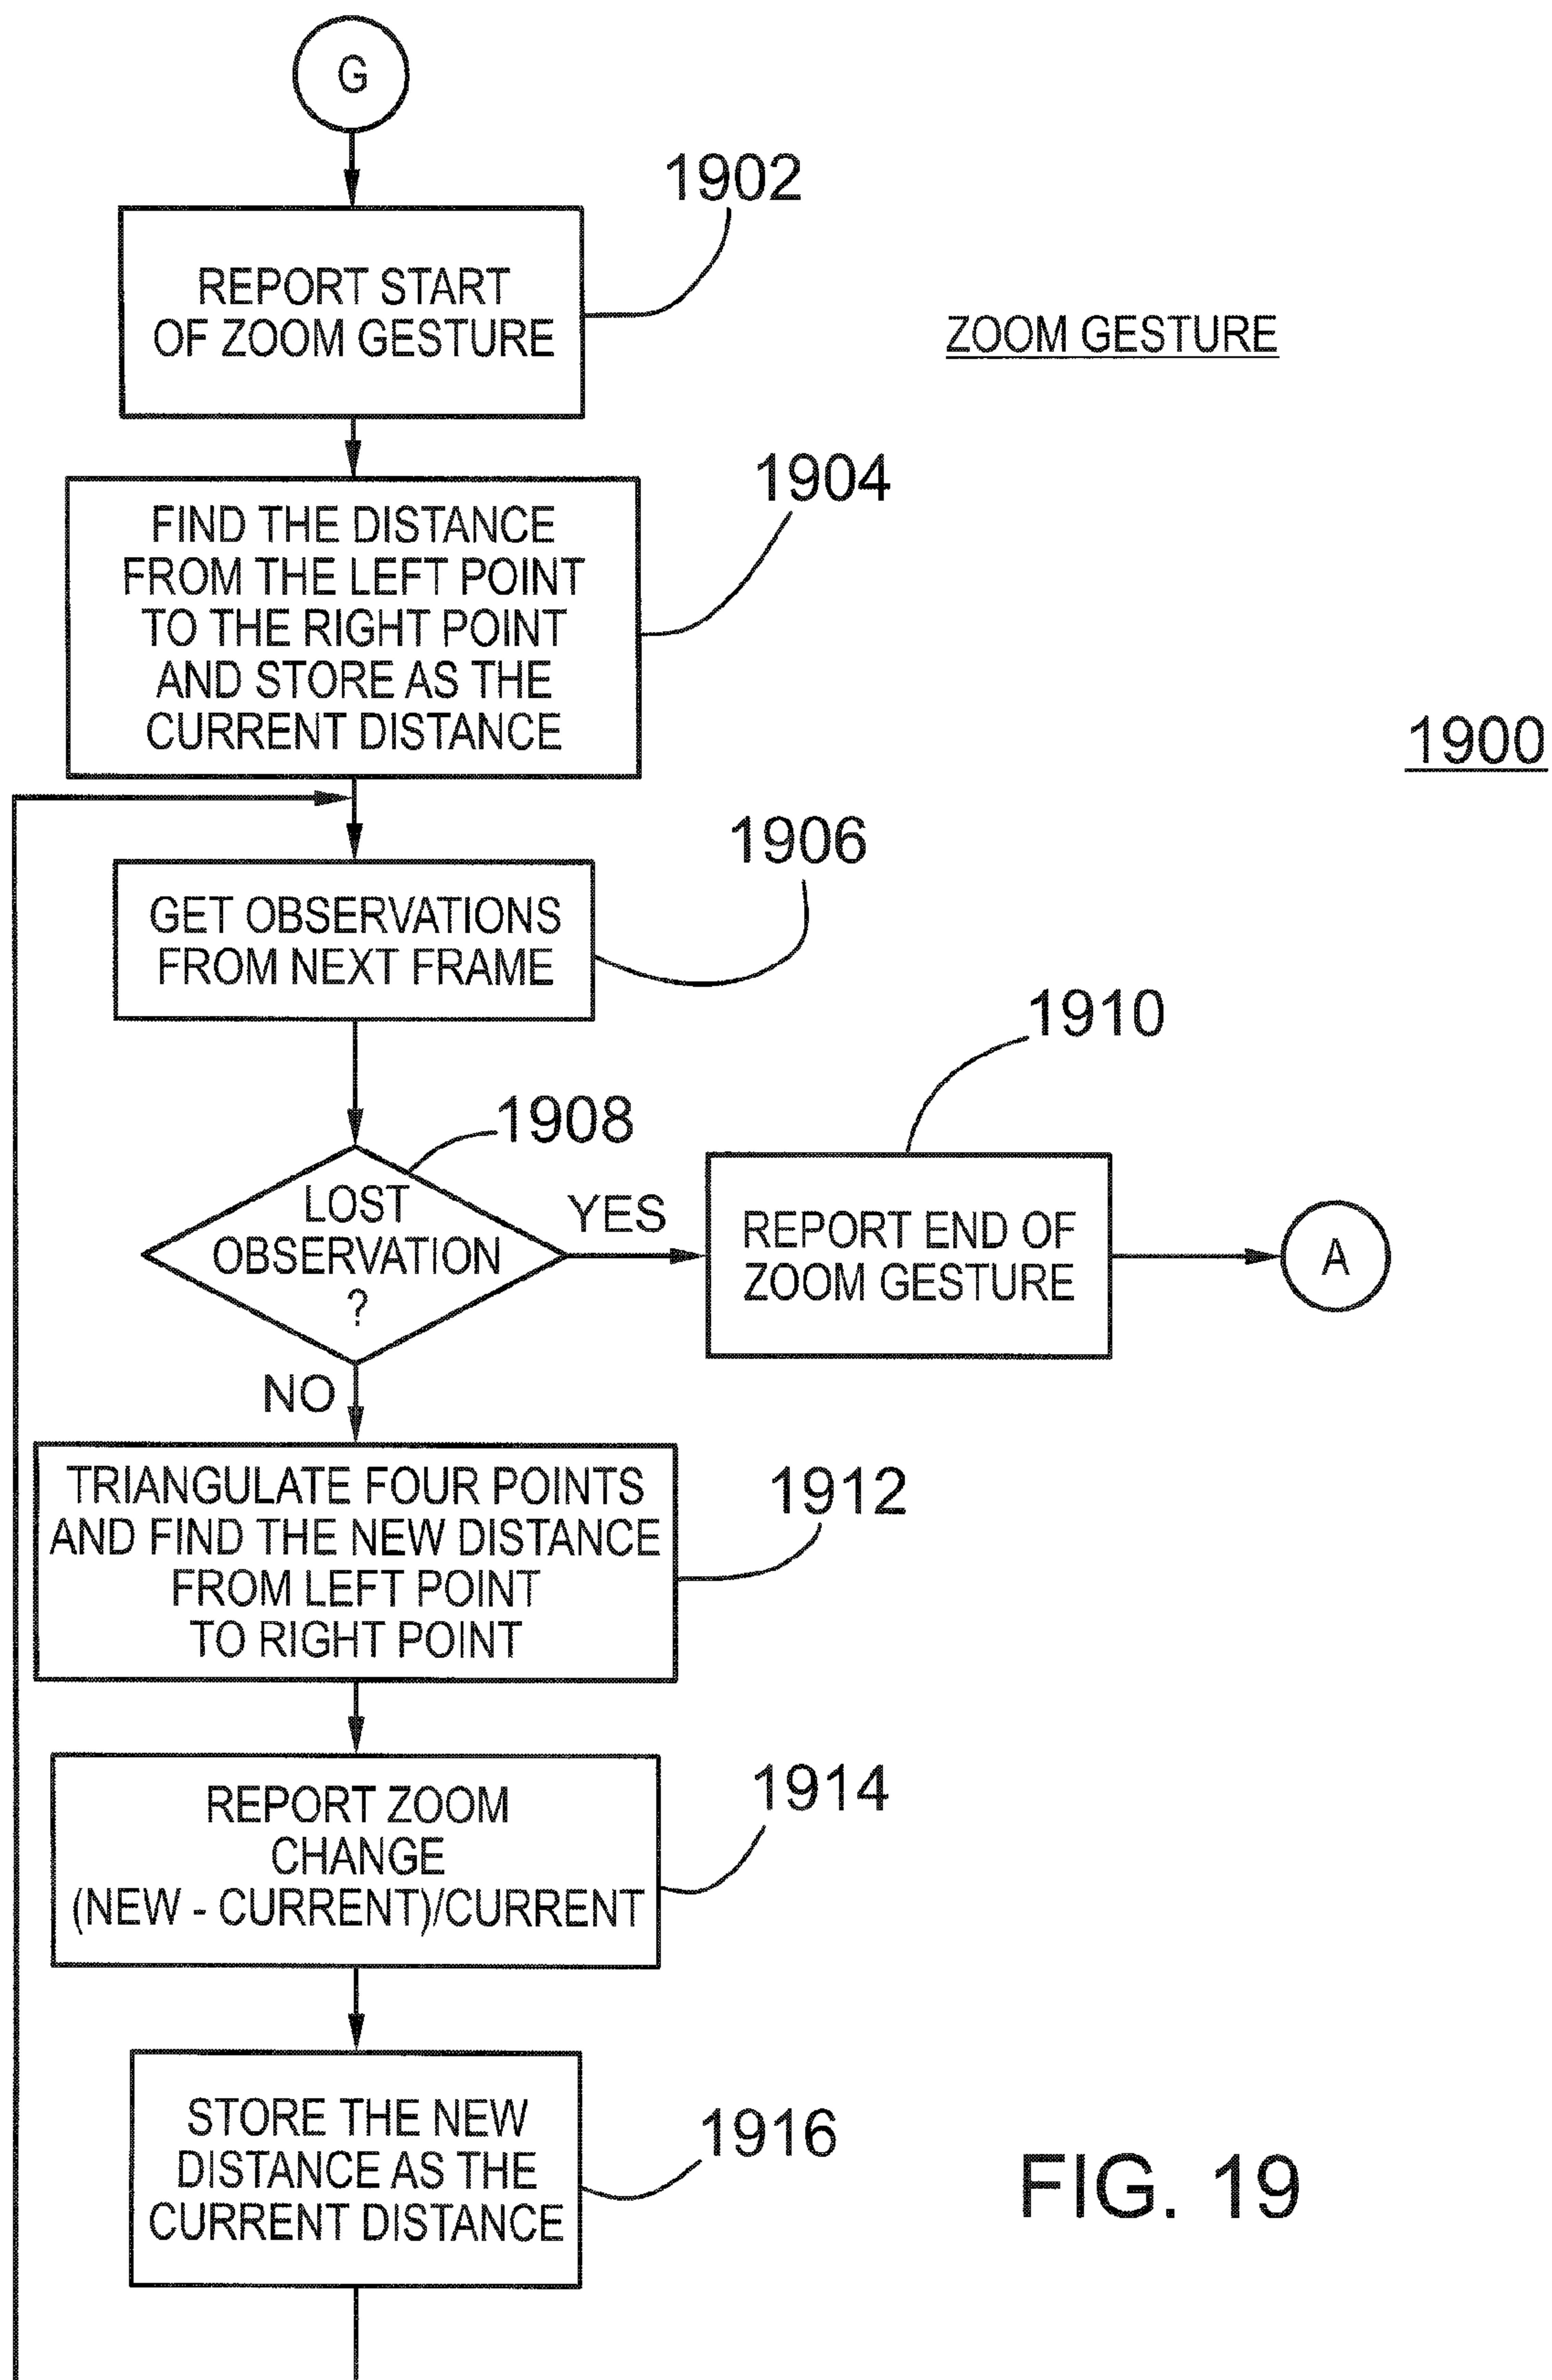 G
1902
REPORT START
OF ZOOM GESTURE
ZOOM GESTURE
1904
FIND THE DISTANCE
FROM THE LEFT POINT
TO THE RIGHT POINT
AND STORE AS THE
CURRENT DISTANCE
1900
1906
GET OBSERVATIONS
FROM NEXT FRAME
1910
1908
LOST
OBSERVATION
?
YES
REPORT END OF
ZOOM GESTURE
A
NO
1912
TRIANGULATE FOUR POINTS
AND FIND THE NEW DISTANCE
FROM LEFT POINT
TO RIGHT POINT
1914
REPORT ZOOM
CHANGE
(NEW - CURRENT)/CURRENT
1916
STORE THE NEW
DISTANCE AS THE
CURRENT DISTANCE
FIG. 19